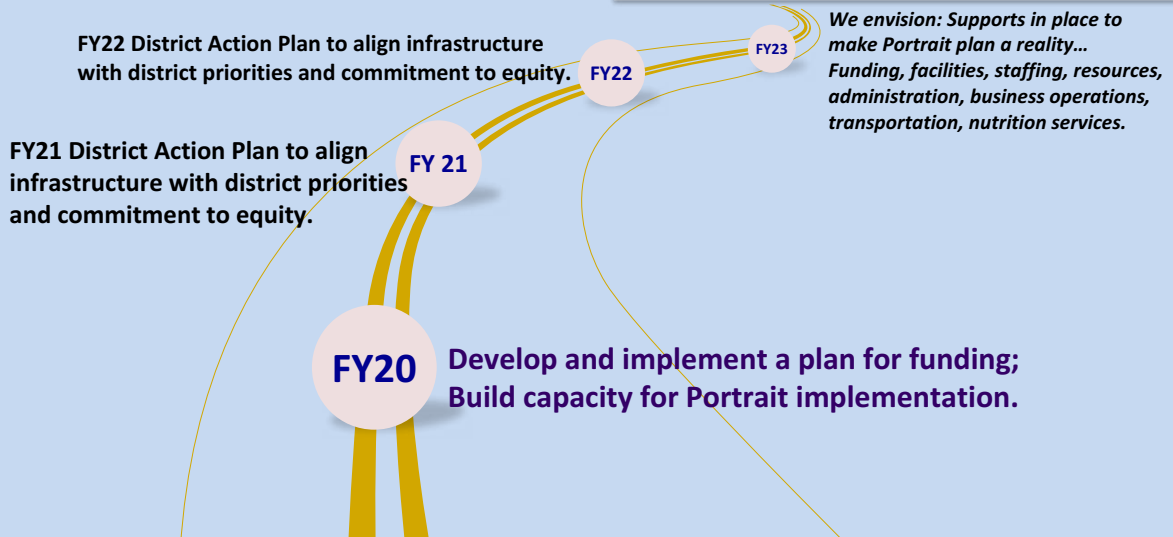 We envision: Supports in place to
make Portrait plan a reality…
Funding, facilities, staffing, resources,
administration, business operations,
transportation, nutrition services.
FY23
FY22 District Action Plan to align infrastructure
with district priorities and commitment to equity.
FY22
FY21 District Action Plan to align
infrastructure with district priorities
and commitment to equity.
FY 21
FY20
Develop and implement a plan for funding;
Build capacity for Portrait implementation.